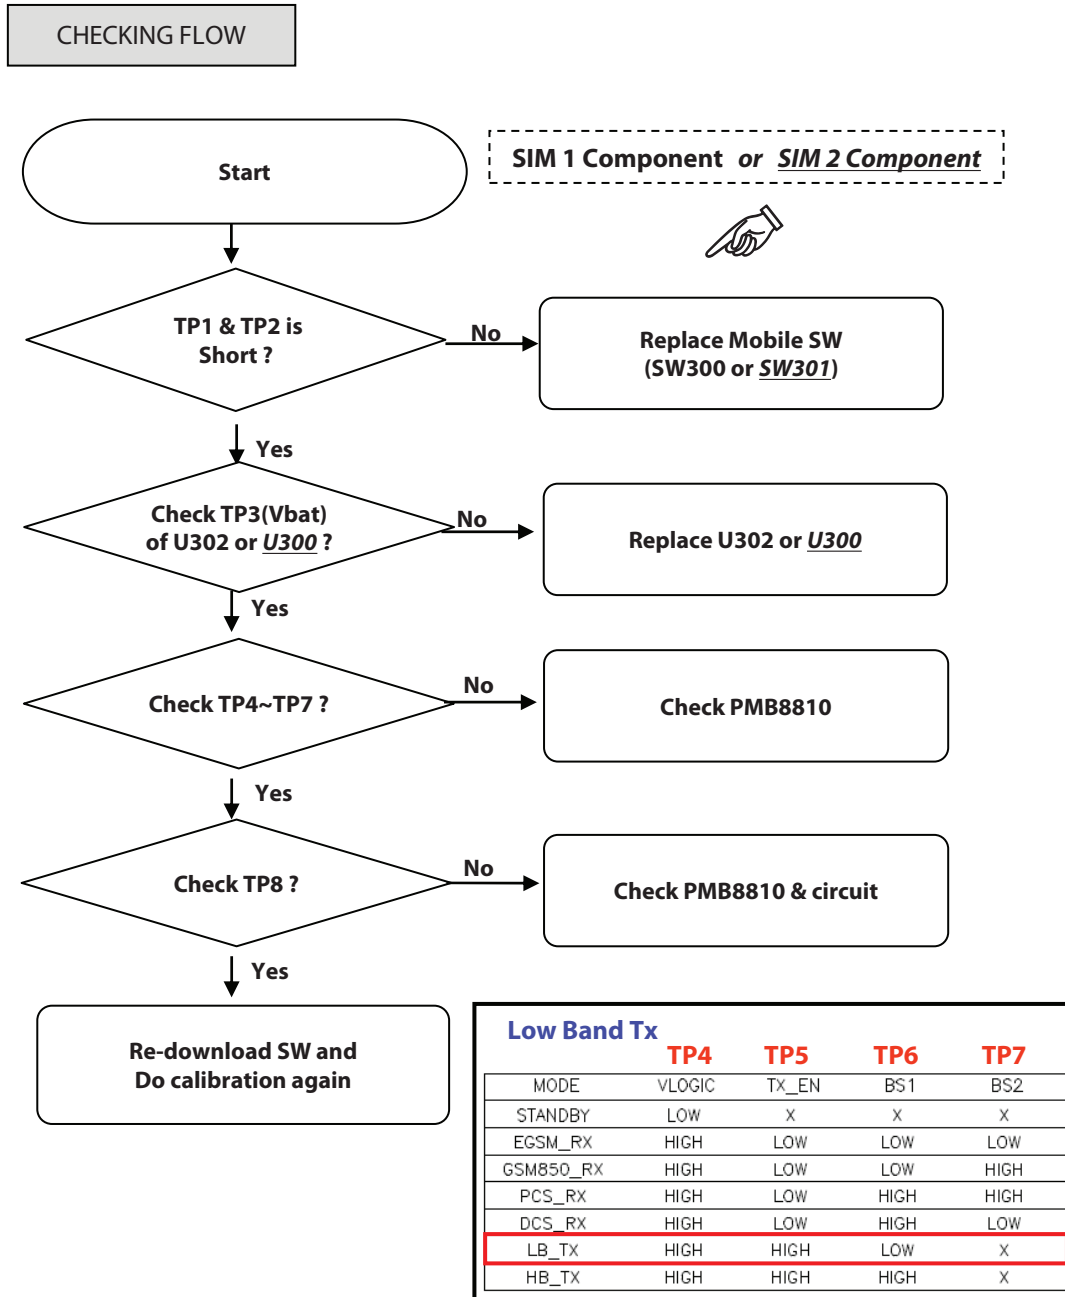 CHECKING FLOW
Start
SIM 1 Component or SIM 2 Component
TP1 & TP2 is
Short ?
No
Replace Mobile SW
(SW300 or SW301)
Yes
Check TP3(Vbat)
of U302 or U300 ?
No
Replace U302 or U300
Yes
Check TP4~TP7 ?
No
Check PMB8810
Yes
Check TP8 ?
No
Check PMB8810 & circuit
Yes
Re-download SW and
Do calibration again
Low Band Tx
TP4 TP5 TP6 TP7
MODE VLOGIC TX_EN BS1 BS2
STANDBY LOW X X X
EGSM_RX HIGH LOW LOW LOW
GSM850_RX HIGH LOW LOW HIGH
PCS_RX HIGH LOW HIGH HIGH
DCS_RX HIGH LOW HIGH LOW
LB_TX HIGH HIGH LOW X
HB_TX HIGH HIGH HIGH X